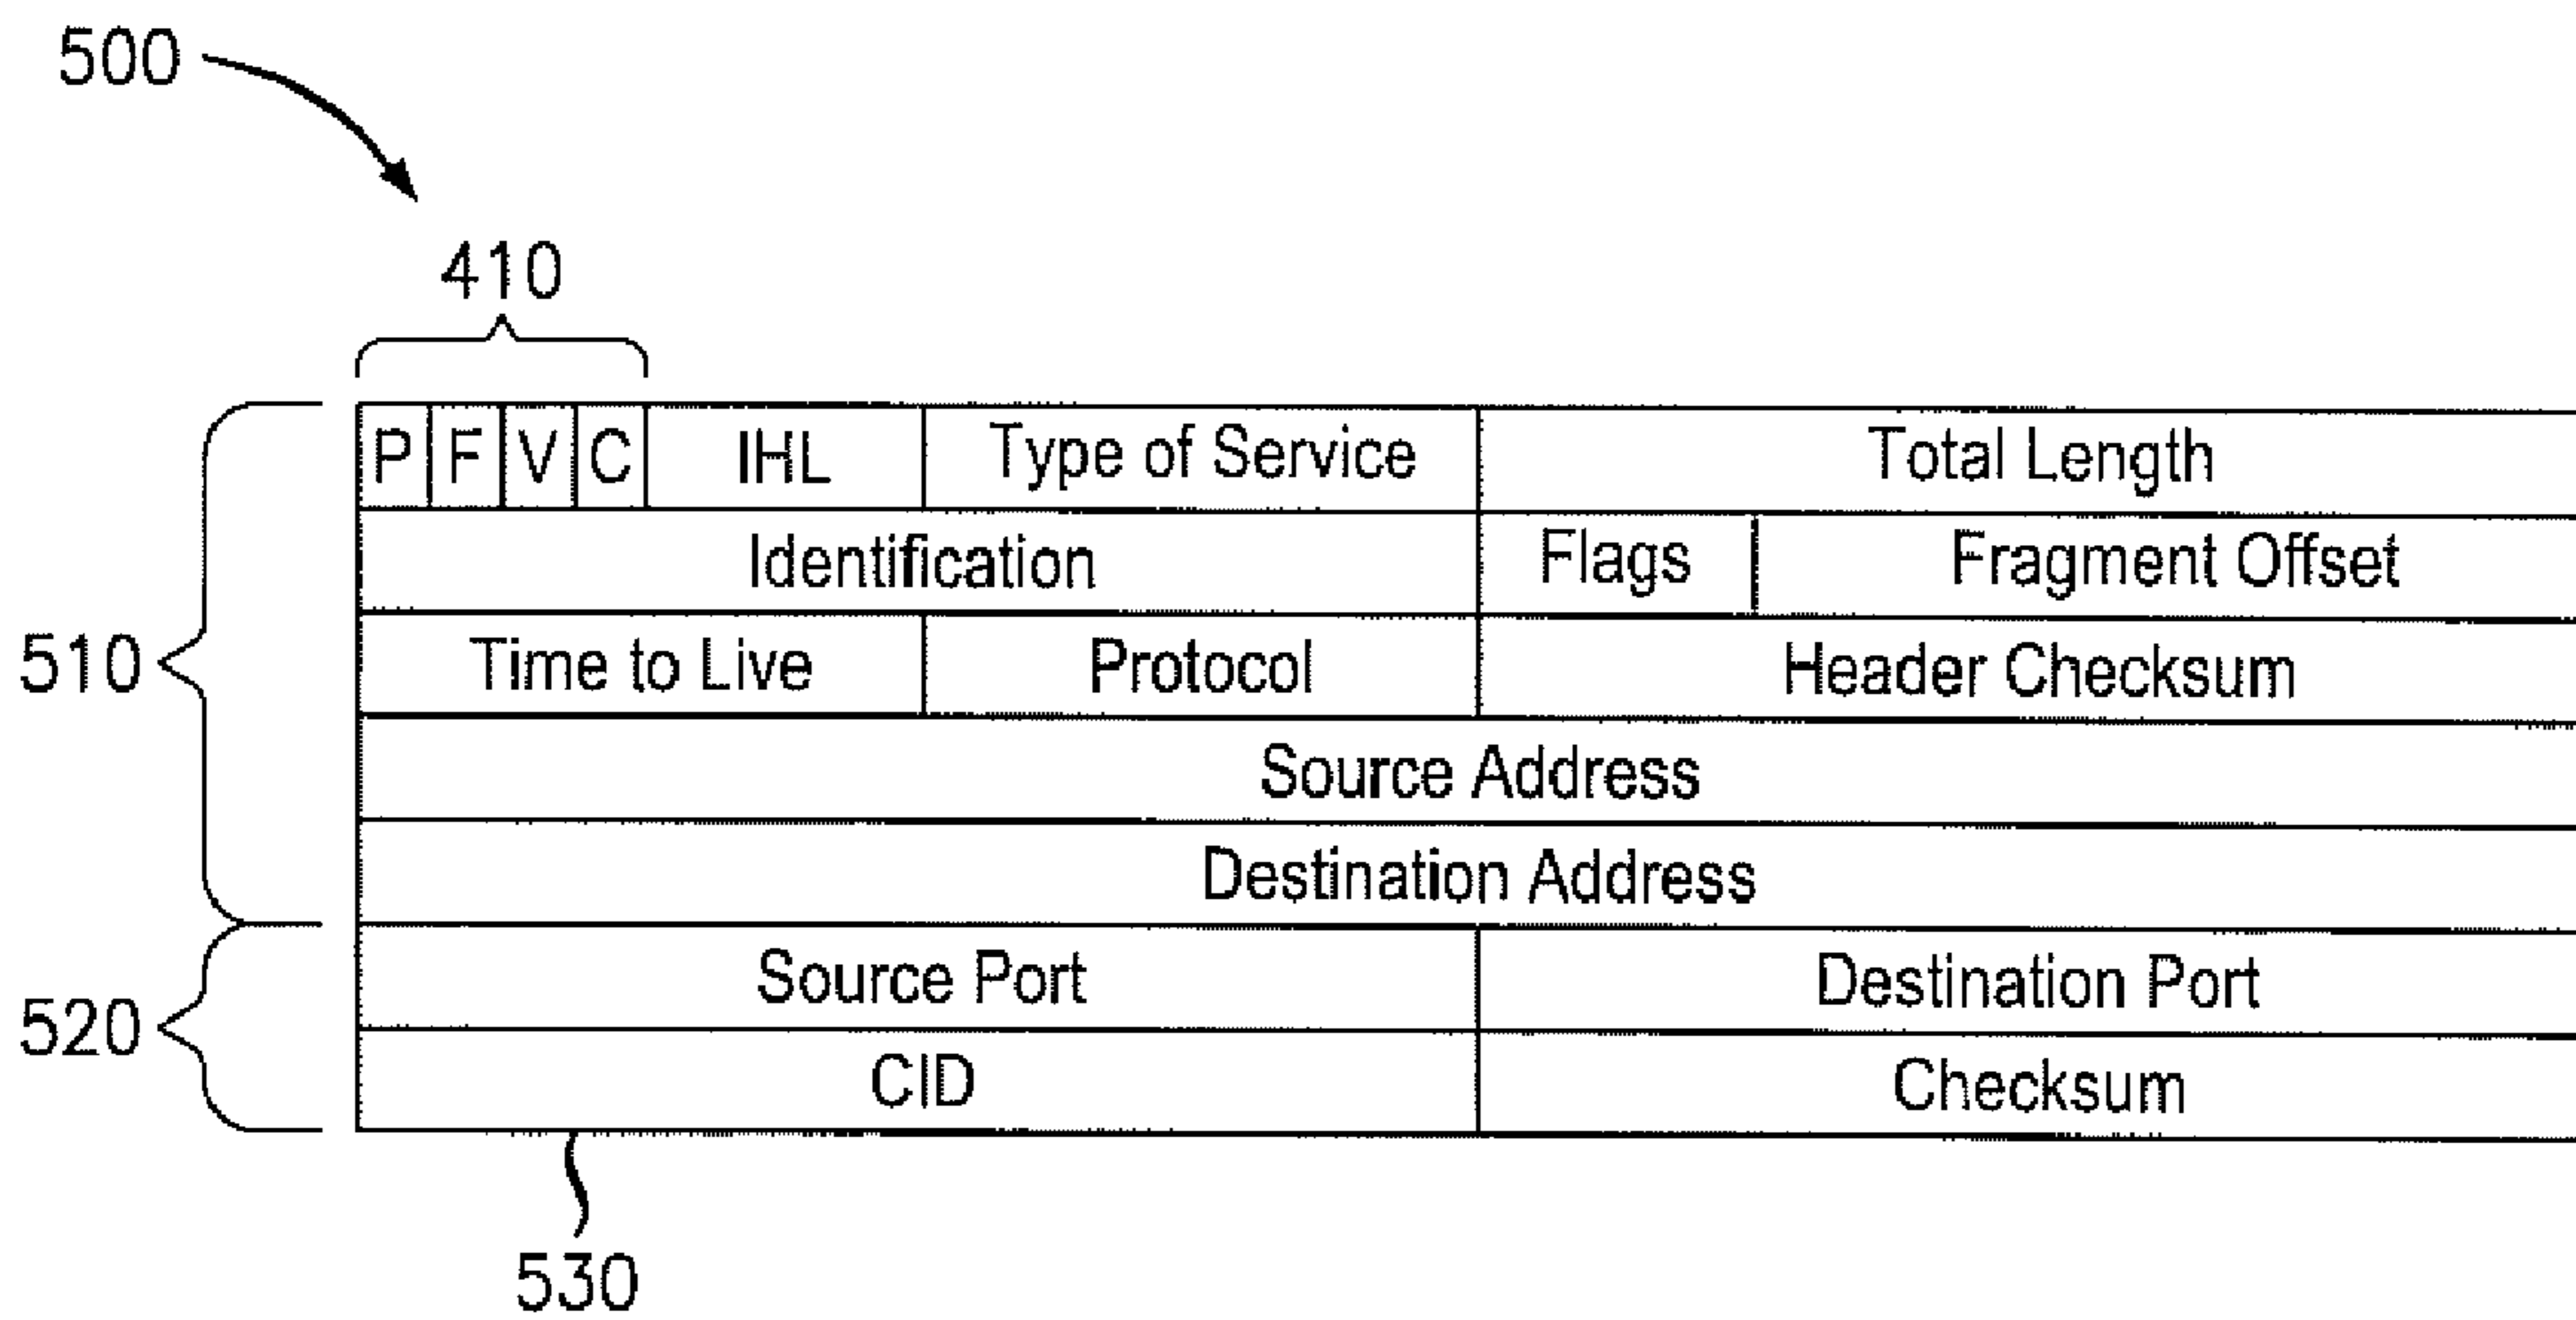 500
410
P F V C IHL Type of Service Total Length
Identification Flags Fragment Offset
510 Time to Live Protocol Header Checksum
Source Address
Destination Address
Source Port Destination Port
520
CID Checksum
530